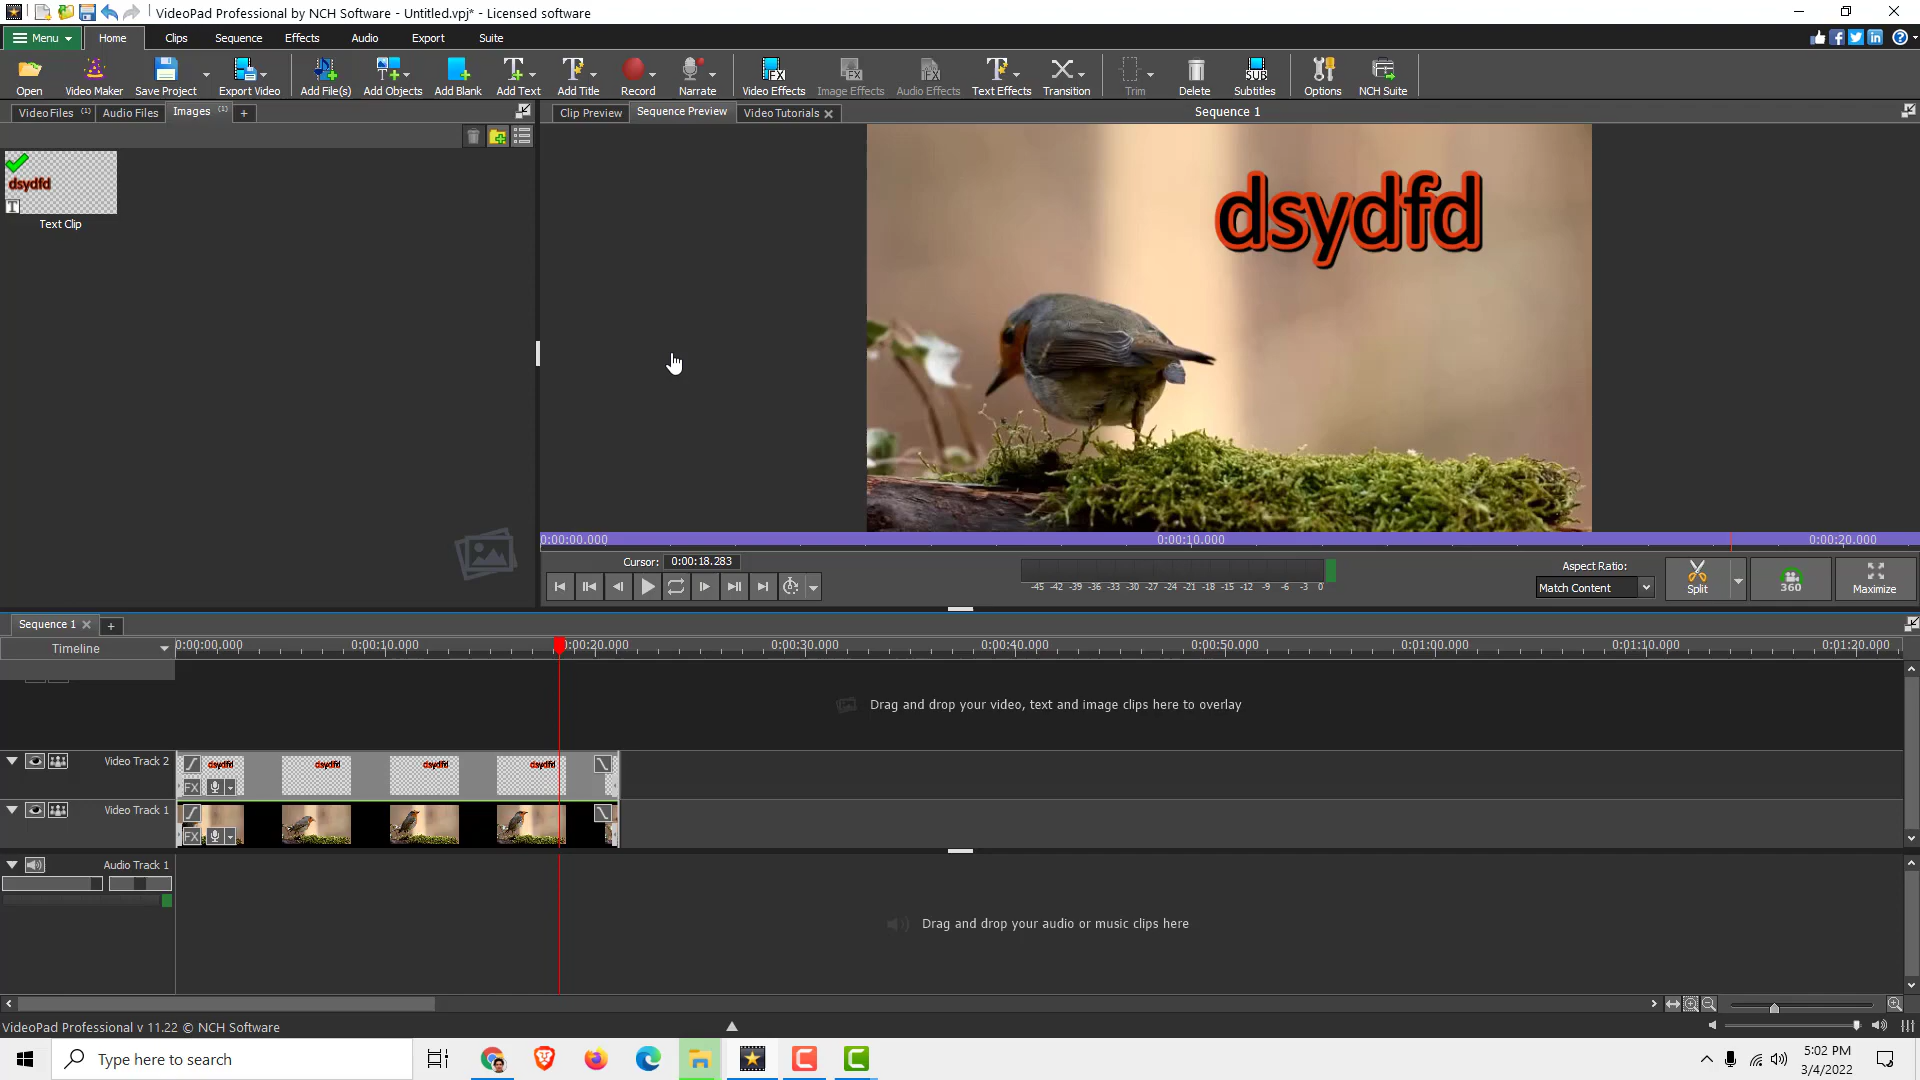 VideoPad Professional by NCH Software - Untitled.vpj* - Licensed software
Menu Home Clips Sequence Effects Audio Export Suite
Open Video Maker Save Project Export Video Add File(s) Add Objects Add Blank Add Text Add Title Record Narrate Video Effects Image Effects Audio Effects Text Effects Transition Trim Delete Subtitles Options NCH Suite
Video Files (1) Audio Files Images (1) +
Clip Preview Sequence Preview Video Tutorials Sequence 1
dsydfd
T
Text Clip
dsydfd
0:00:00.000 0:00:10.000 0:00:20.000
Cursor: 0:00:18.283
-45 -42 -39 -36 -33 -30 -27 -24 -21 -18 -15 -12 -9 -6 -3 0
Aspect Ratio:
Match Content
Split 360 Maximize
Sequence 1 +
Timeline 0:00:00.000 0:00:10.000 0:00:20.000 0:00:30.000 0:00:40.000 0:00:50.000 0:01:00.000 0:01:10.000 0:01:20.000
Drag and drop your video, text and image clips here to overlay
Video Track 2 dsydfd dsydfd dsydfd dsydfd
FX
Video Track 1
FX
Audio Track 1
Drag and drop your audio or music clips here
VideoPad Professional v 11.22 © NCH Software
Type here to search
5:02 PM
3/4/2022